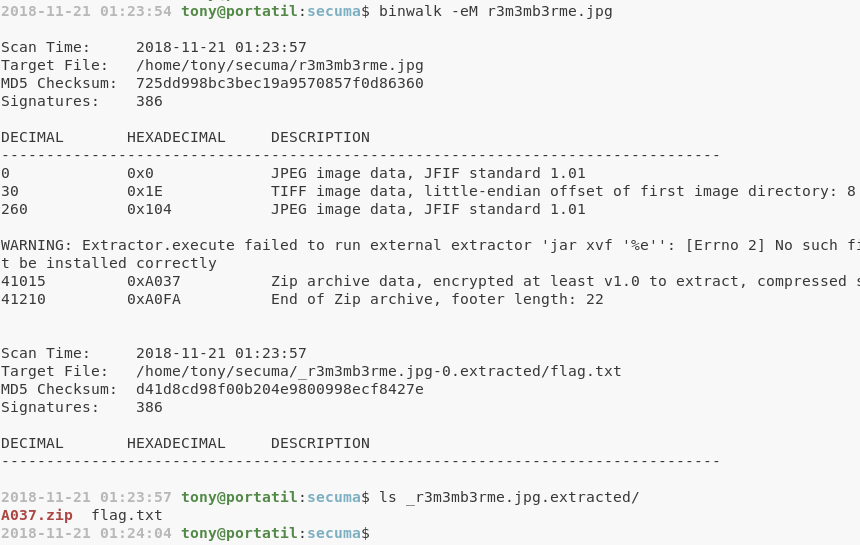 2018-11-21 01:23:54 tony@portatil:secuma$ binwalk -eM r3m3mb3rme.jpg
Scan Time:     2018-11-21 01:23:57
Target File:   /home/tony/secuma/r3m3mb3rme.jpg
MD5 Checksum:  725dd998bc3bec19a9570857f0d86360
Signatures:    386
DECIMAL       HEXADECIMAL     DESCRIPTION
--------------------------------------------------------------------------------
0             0x0             JPEG image data, JFIF standard 1.01
30            0x1E            TIFF image data, little-endian offset of first image directory: 8
260           0x104           JPEG image data, JFIF standard 1.01
WARNING: Extractor.execute failed to run external extractor 'jar xvf '%e'': [Errno 2] No such fi
t be installed correctly
41015         0xA037          Zip archive data, encrypted at least v1.0 to extract, compressed s
41210         0xA0FA          End of Zip archive, footer length: 22
Scan Time:     2018-11-21 01:23:57
Target File:   /home/tony/secuma/_r3m3mb3rme.jpg-0.extracted/flag.txt
MD5 Checksum:  d41d8cd98f00b204e9800998ecf8427e
Signatures:    386
DECIMAL       HEXADECIMAL     DESCRIPTION
--------------------------------------------------------------------------------
2018-11-21 01:23:57 tony@portatil:secuma$ ls _r3m3mb3rme.jpg.extracted/
A037.zip  flag.txt
2018-11-21 01:24:04 tony@portatil:secuma$